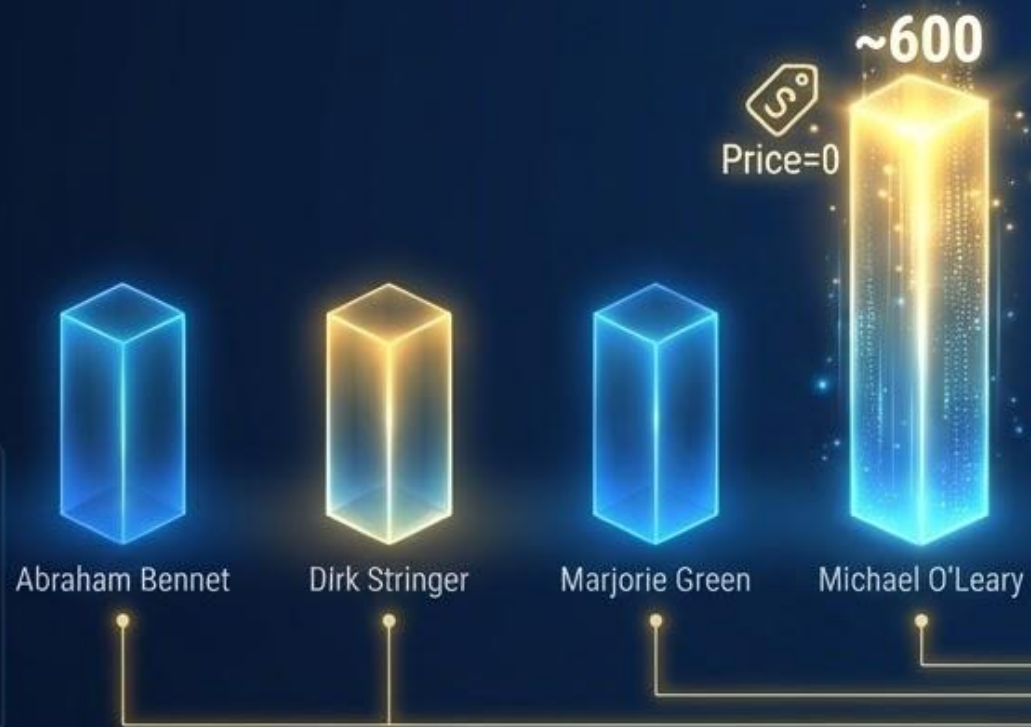 ~600
Price=0
Abraham Bennet
Dirk Stringer
Marjorie Green
Michael O'Leary